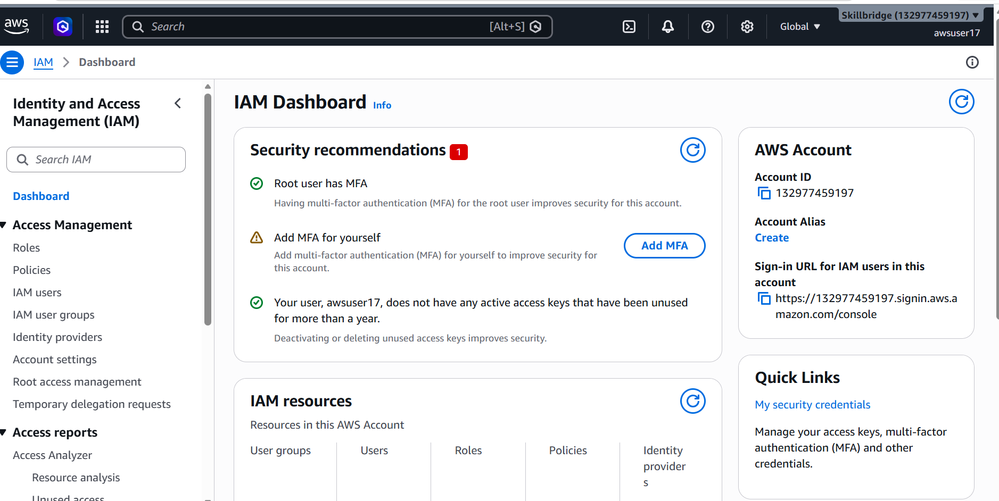 aws
Search
[Alt+S]
Global
Skillbridge (132977459197)
awsuser17
IAM
Dashboard
Identity and Access
Management (IAM)
Search IAM
Dashboard
Access Management
Roles
Policies
IAM users
IAM user groups
Identity providers
Account settings
Root access management
Temporary delegation requests
Access reports
Access Analyzer
Resource analysis
Unused access
IAM Dashboard Info
Security recommendations 1
Root user has MFA
Having multi-factor authentication (MFA) for the root user improves security for this account.
Add MFA for yourself
Add multi-factor authentication (MFA) for yourself to improve security for
this account.
Add MFA
Your user, awsuser17, does not have any active access keys that have been unused
for more than a year.
Deactivating or deleting unused access keys improves security.
IAM resources
Resources in this AWS Account
User groups
Users
Roles
Policies
Identity
provider
s
AWS Account
Account ID
132977459197
Account Alias
Create
Sign-in URL for IAM users in this
account
https://132977459197.signin.aws.a
mazon.com/console
Quick Links
My security credentials
Manage your access keys, multi-factor
authentication (MFA) and other
credentials.